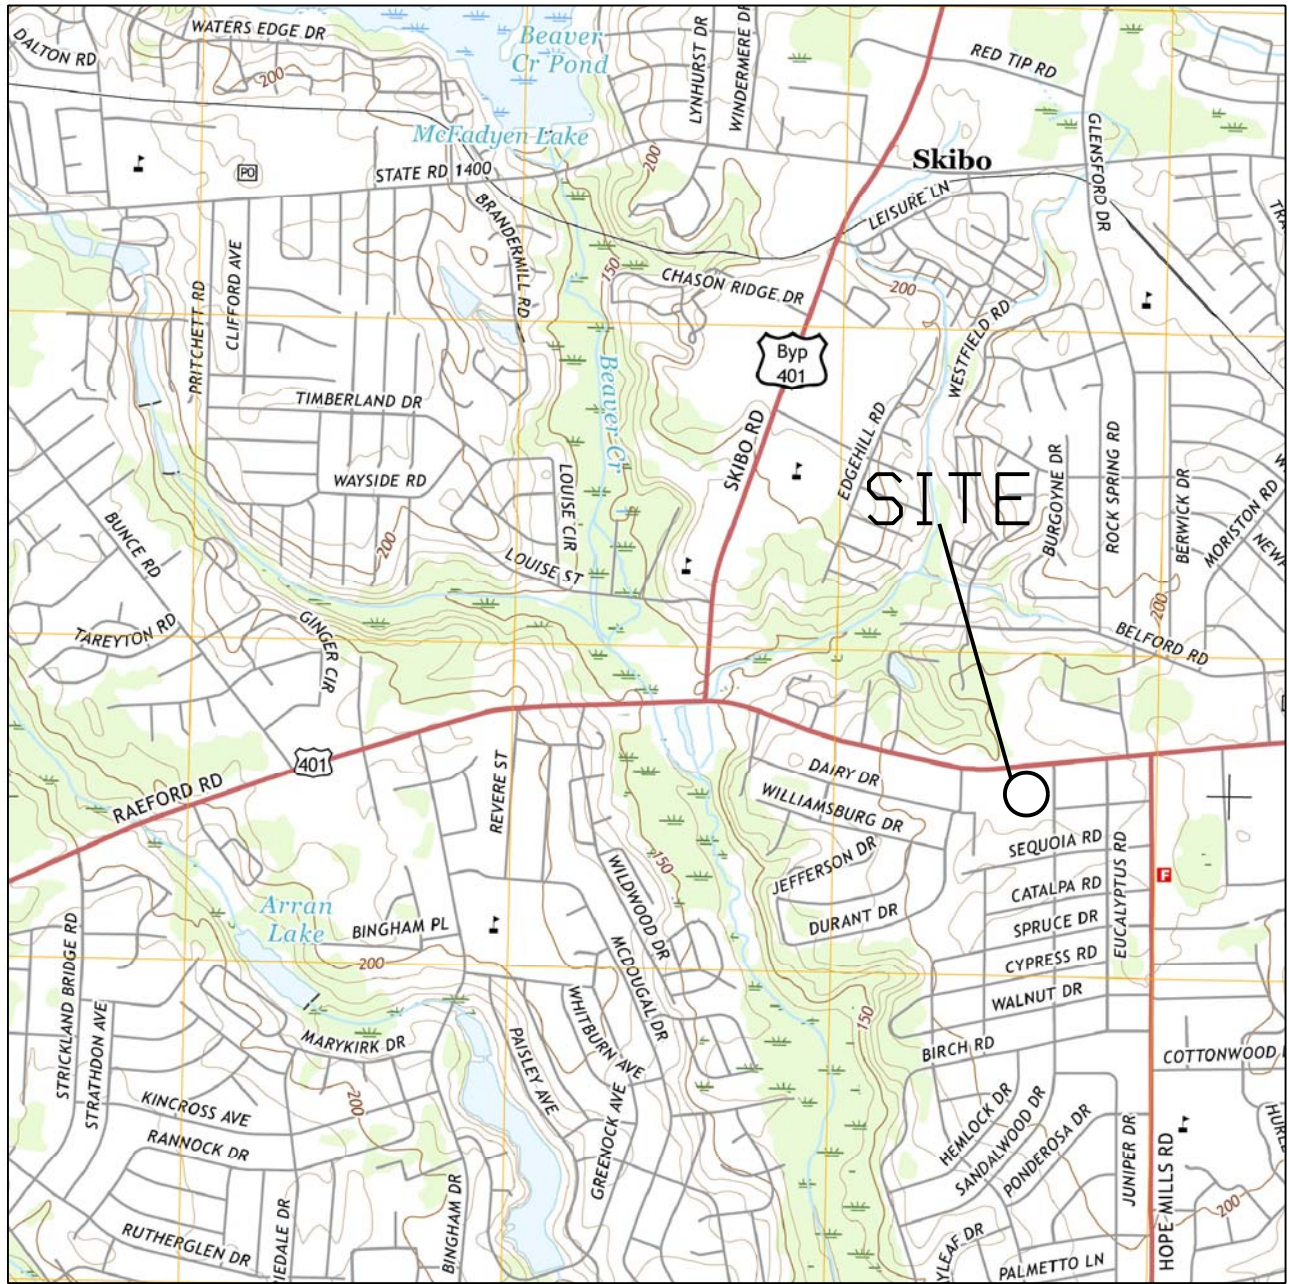 WATERS EDGE DR
DALTON RD
200
Beaver
Cr Pond
LYNHURST DR
WINDERMERE DR
RED TIP RD
McFadyen Lake
STATE RD 1400
PO
200
Skibo
GLENSFORD DR
LEISURE LN
BRANDERMILL RD
150
CHASON RIDGE DR
200
PRITCHETT RD
CLIFFORD AVE
WESTFIELD RD
Byp
401
Beaver Cr
TIMBERLAND DR
SKIBO RD
EDGEHILL RD
WAYSIDE RD
LOUISE CIR
SITE
BURGOYNE DR
ROCK SPRING RD
BERWICK DR
MORISTON RD
BUNCE RD
200
LOUISE ST
200
TAREYTON RD
GINGER CIR
BELFORD RD
401
RAEFORD RD
REVERE ST
DAIRY DR
WILLIAMSBURG DR
SEQUOIA RD
EUCALYPTUS RD
JEFFERSON DR
150
WILDWOOD DR
F
CATALPA RD
Arran
Lake
BINGHAM PL
DURANT DR
SPRUCE DR
MCDOUGAL DR
CYPRESS RD
200
STRICKLAND BRIDGE RD
STRATHDON AVE
WHITBURN AVE
WALNUT DR
150
MARYKIRK DR
PAISLEY AVE
BIRCH RD
COTTONWOOD
KINCROSS AVE
200
GREENOCK AVE
HEMLOCK DR
SANDALWOOD DR
PONDEROSA DR
RANNOCK DR
JUNIPER DR
HOPE MILLS RD
200
BINGHAM DR
RUTHERGLEN DR
IEDALE DR
YLEAF DR
PALMETTO LN